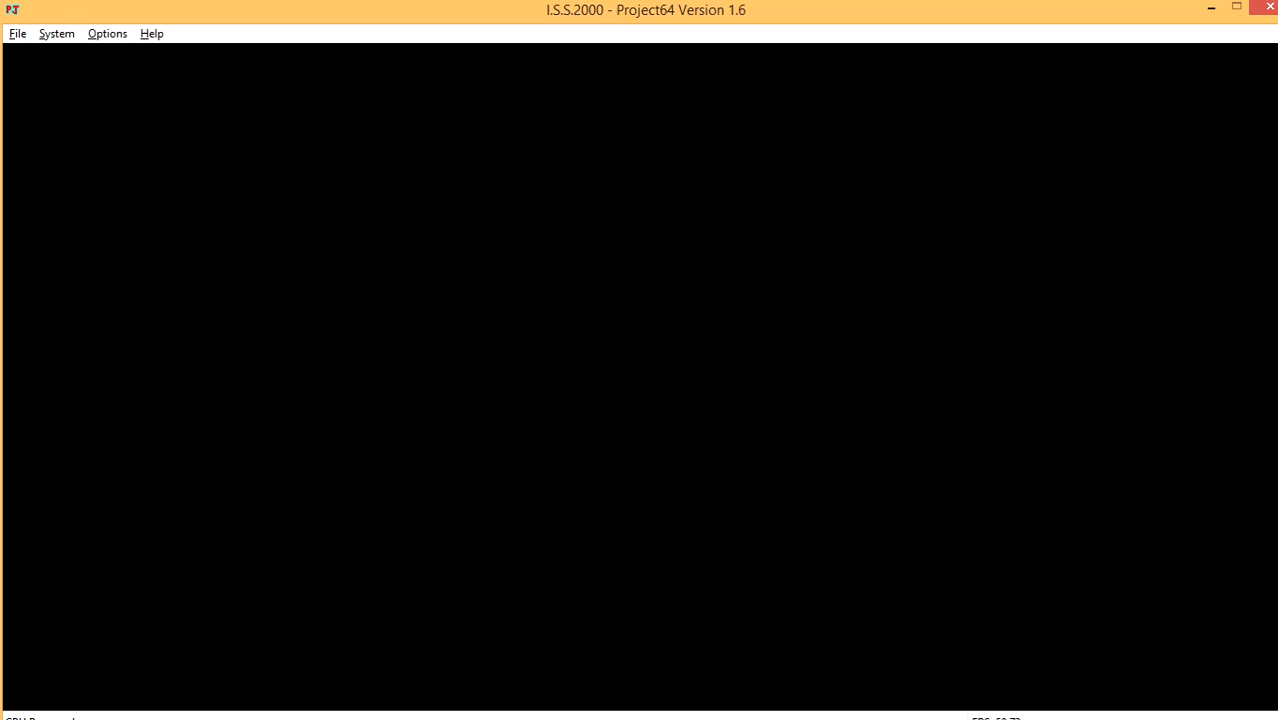 I.S.S.2000 - Project64 Version 1.6
File System Options Help